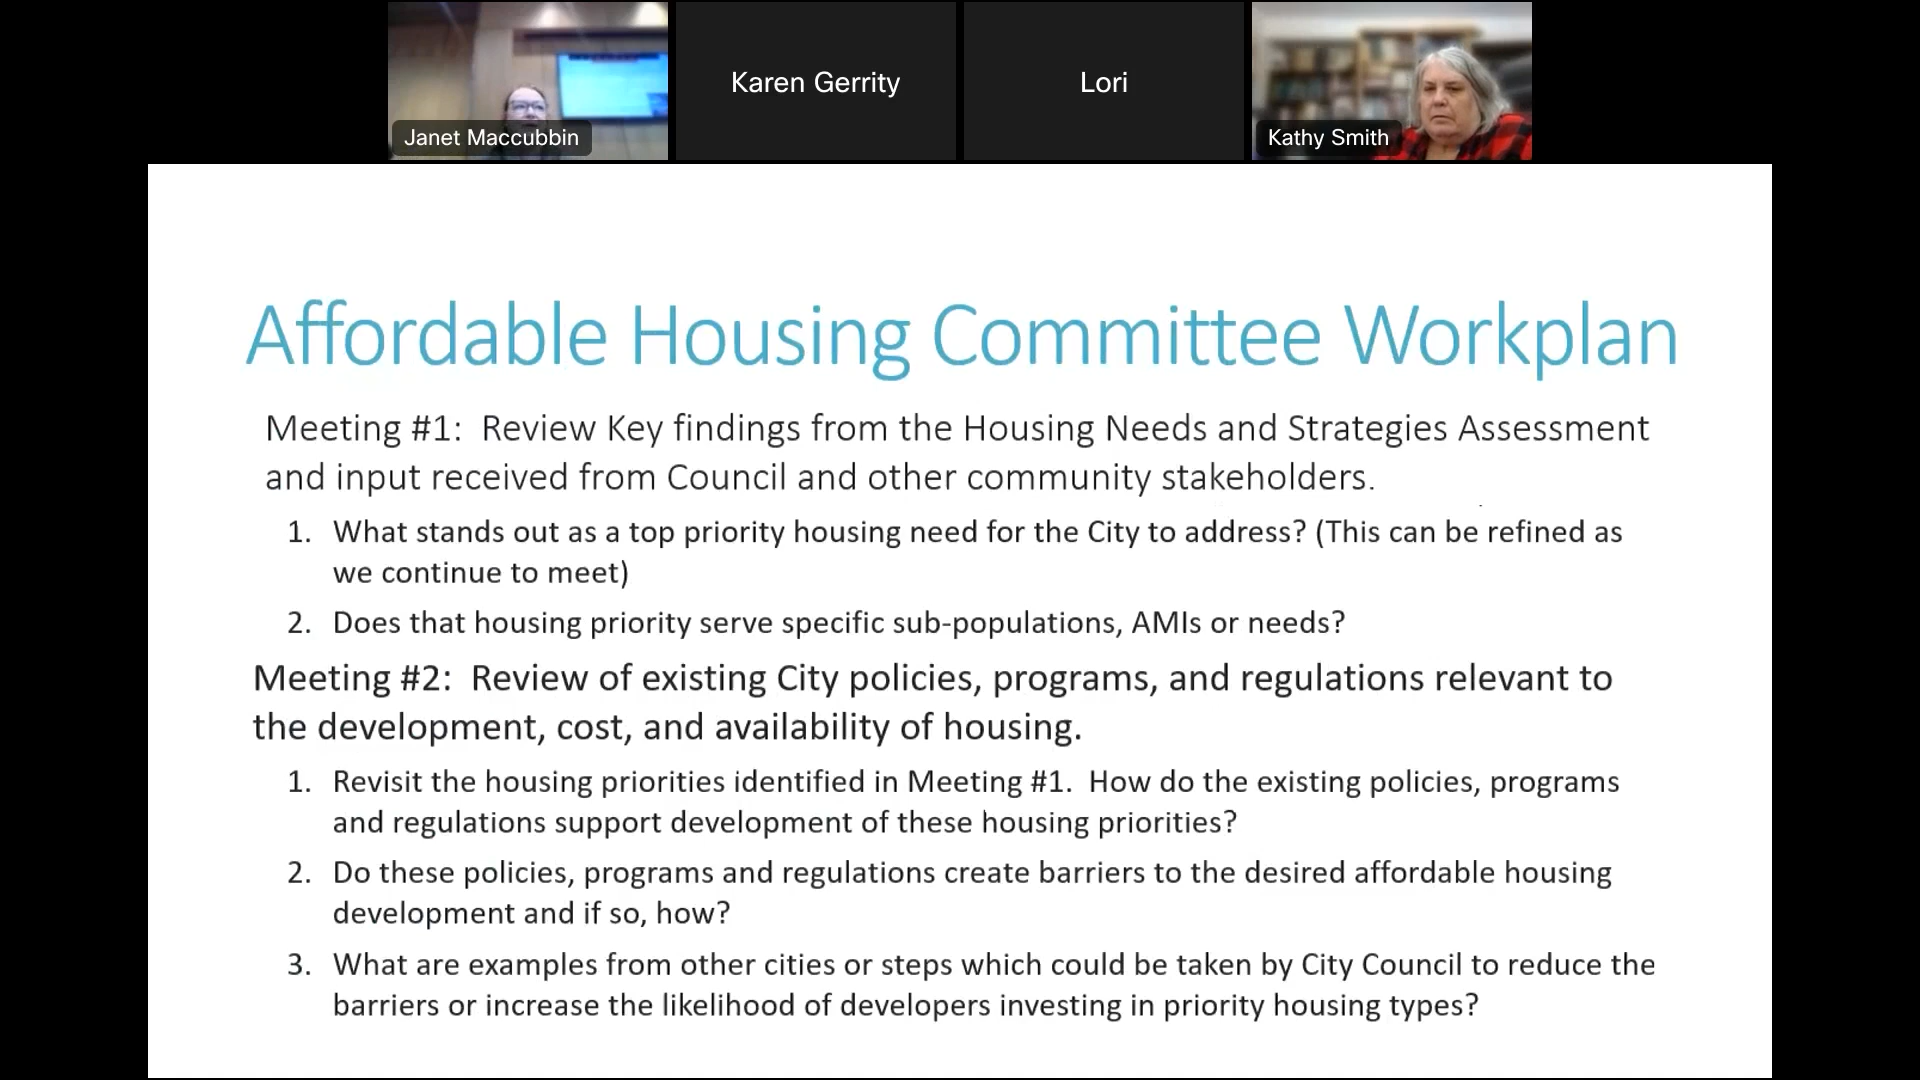 Janet Maccubbin
Karen Gerrity
Lori
Kathy Smith
Affordable Housing Committee Workplan
Meeting #1:  Review Key findings from the Housing Needs and Strategies Assessment
and input received from Council and other community stakeholders.
1. What stands out as a top priority housing need for the City to address? (This can be refined as
we continue to meet)
2. Does that housing priority serve specific sub-populations, AMIs or needs?
Meeting #2:  Review of existing City policies, programs, and regulations relevant to
the development, cost, and availability of housing.
1. Revisit the housing priorities identified in Meeting #1.  How do the existing policies, programs
and regulations support development of these housing priorities?
2. Do these policies, programs and regulations create barriers to the desired affordable housing
development and if so, how?
3. What are examples from other cities or steps which could be taken by City Council to reduce the
barriers or increase the likelihood of developers investing in priority housing types?